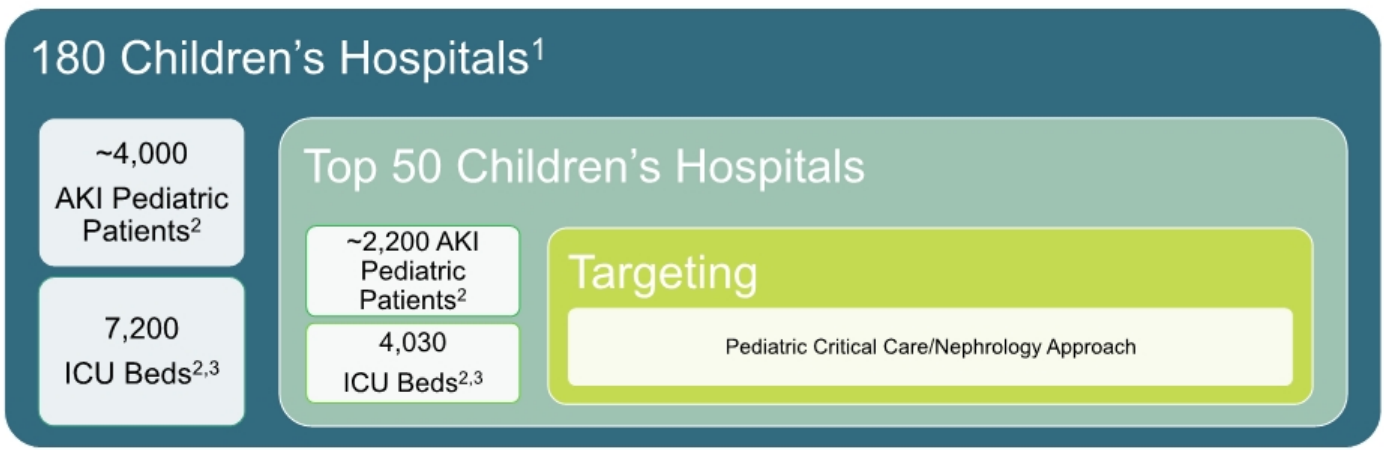 180 Children’s Hospitals¹
~4,000
AKI Pediatric
Patients²
7,200
ICU Beds²,³
Top 50 Children’s Hospitals
~2,200 AKI
Pediatric
Patients²
4,030
ICU Beds²,³
Targeting
Pediatric Critical Care/Nephrology Approach